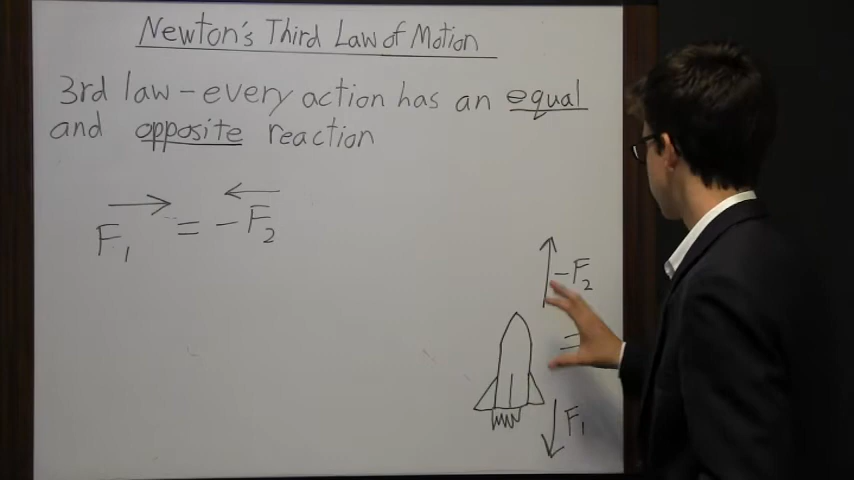 Newton's Third Law of Motion
3rd law - every action has an equal
and opposite reaction
F₁ = -F₂
-F₂
=
F₁